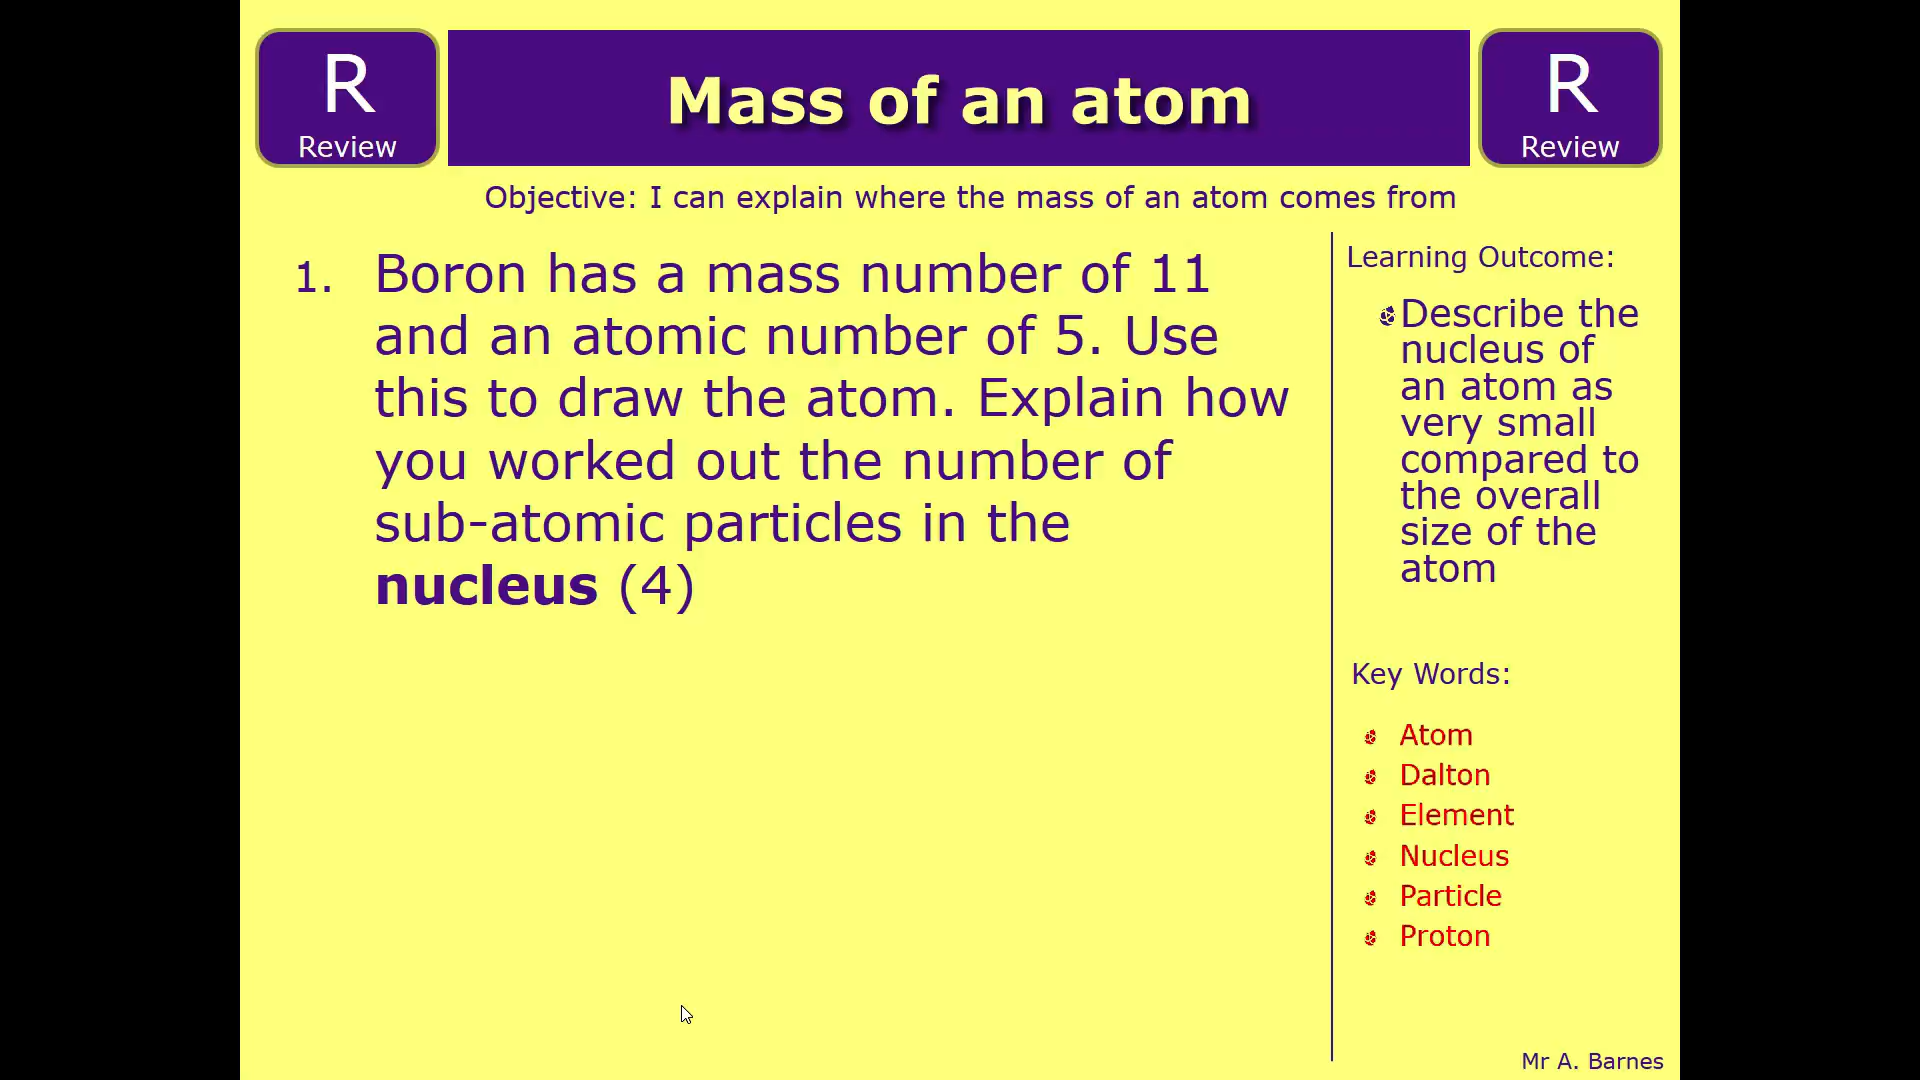 R
Review
Mass of an atom
R
Review
Objective: I can explain where the mass of an atom comes from
1. Boron has a mass number of 11
and an atomic number of 5. Use
this to draw the atom. Explain how
you worked out the number of
sub-atomic particles in the
nucleus (4)
Learning Outcome:
Describe the
nucleus of
an atom as
very small
compared to
the overall
size of the
atom
Key Words:
Atom
Dalton
Element
Nucleus
Particle
Proton
Mr A. Barnes